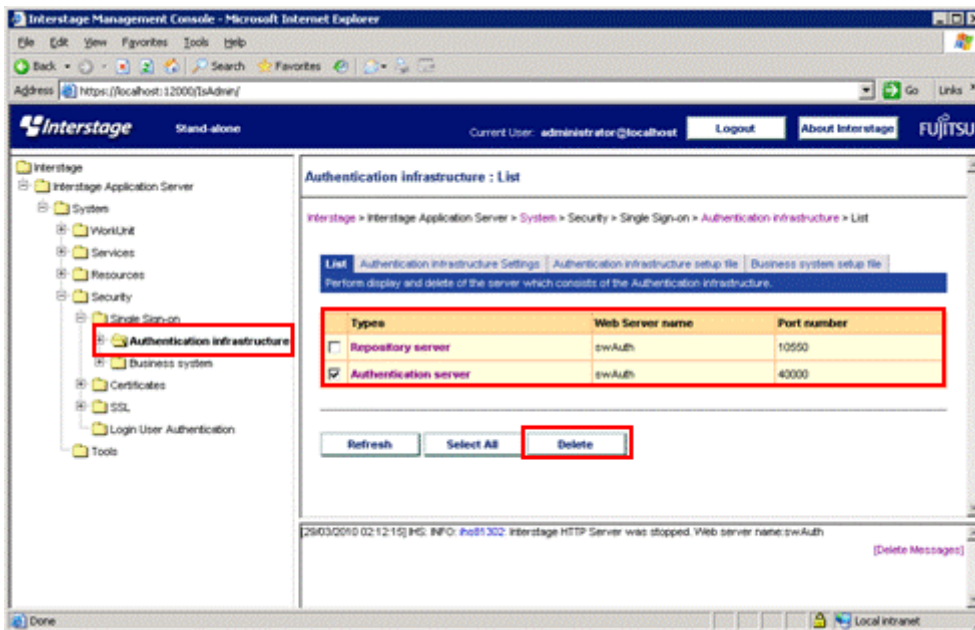 Interstage Management Console - Microsoft Internet Explorer
File Edit View Favorites Tools Help
Back Search Favorites
Address https://localhost:12000/IsAdmin/ Go Links
Interstage Stand-alone Current User: administrator@localhost Logout About Interstage FUJITSU
Interstage
Interstage Application Server
System
WorkUnit
Services
Resources
Security
Single Sign-on
Authentication infrastructure
Business system
Certificates
SSL
Login User Authentication
Tools
Authentication infrastructure : List
Interstage > Interstage Application Server > System > Security > Single Sign-on > Authentication infrastructure > List
List Authentication infrastructure Settings Authentication infrastructure setup file Business system setup file
Perform display and delete of the server which consists of the Authentication infrastructure.
Types Web Server name Port number
Repository server swAuth 10550
Authentication server swAuth 40000
Refresh Select All Delete
[29/03/2010 02:12:15] IHS: INFO: ihs81302: Interstage HTTP Server was stopped. Web server name:swAuth
[Delete Messages]
Done Local intranet